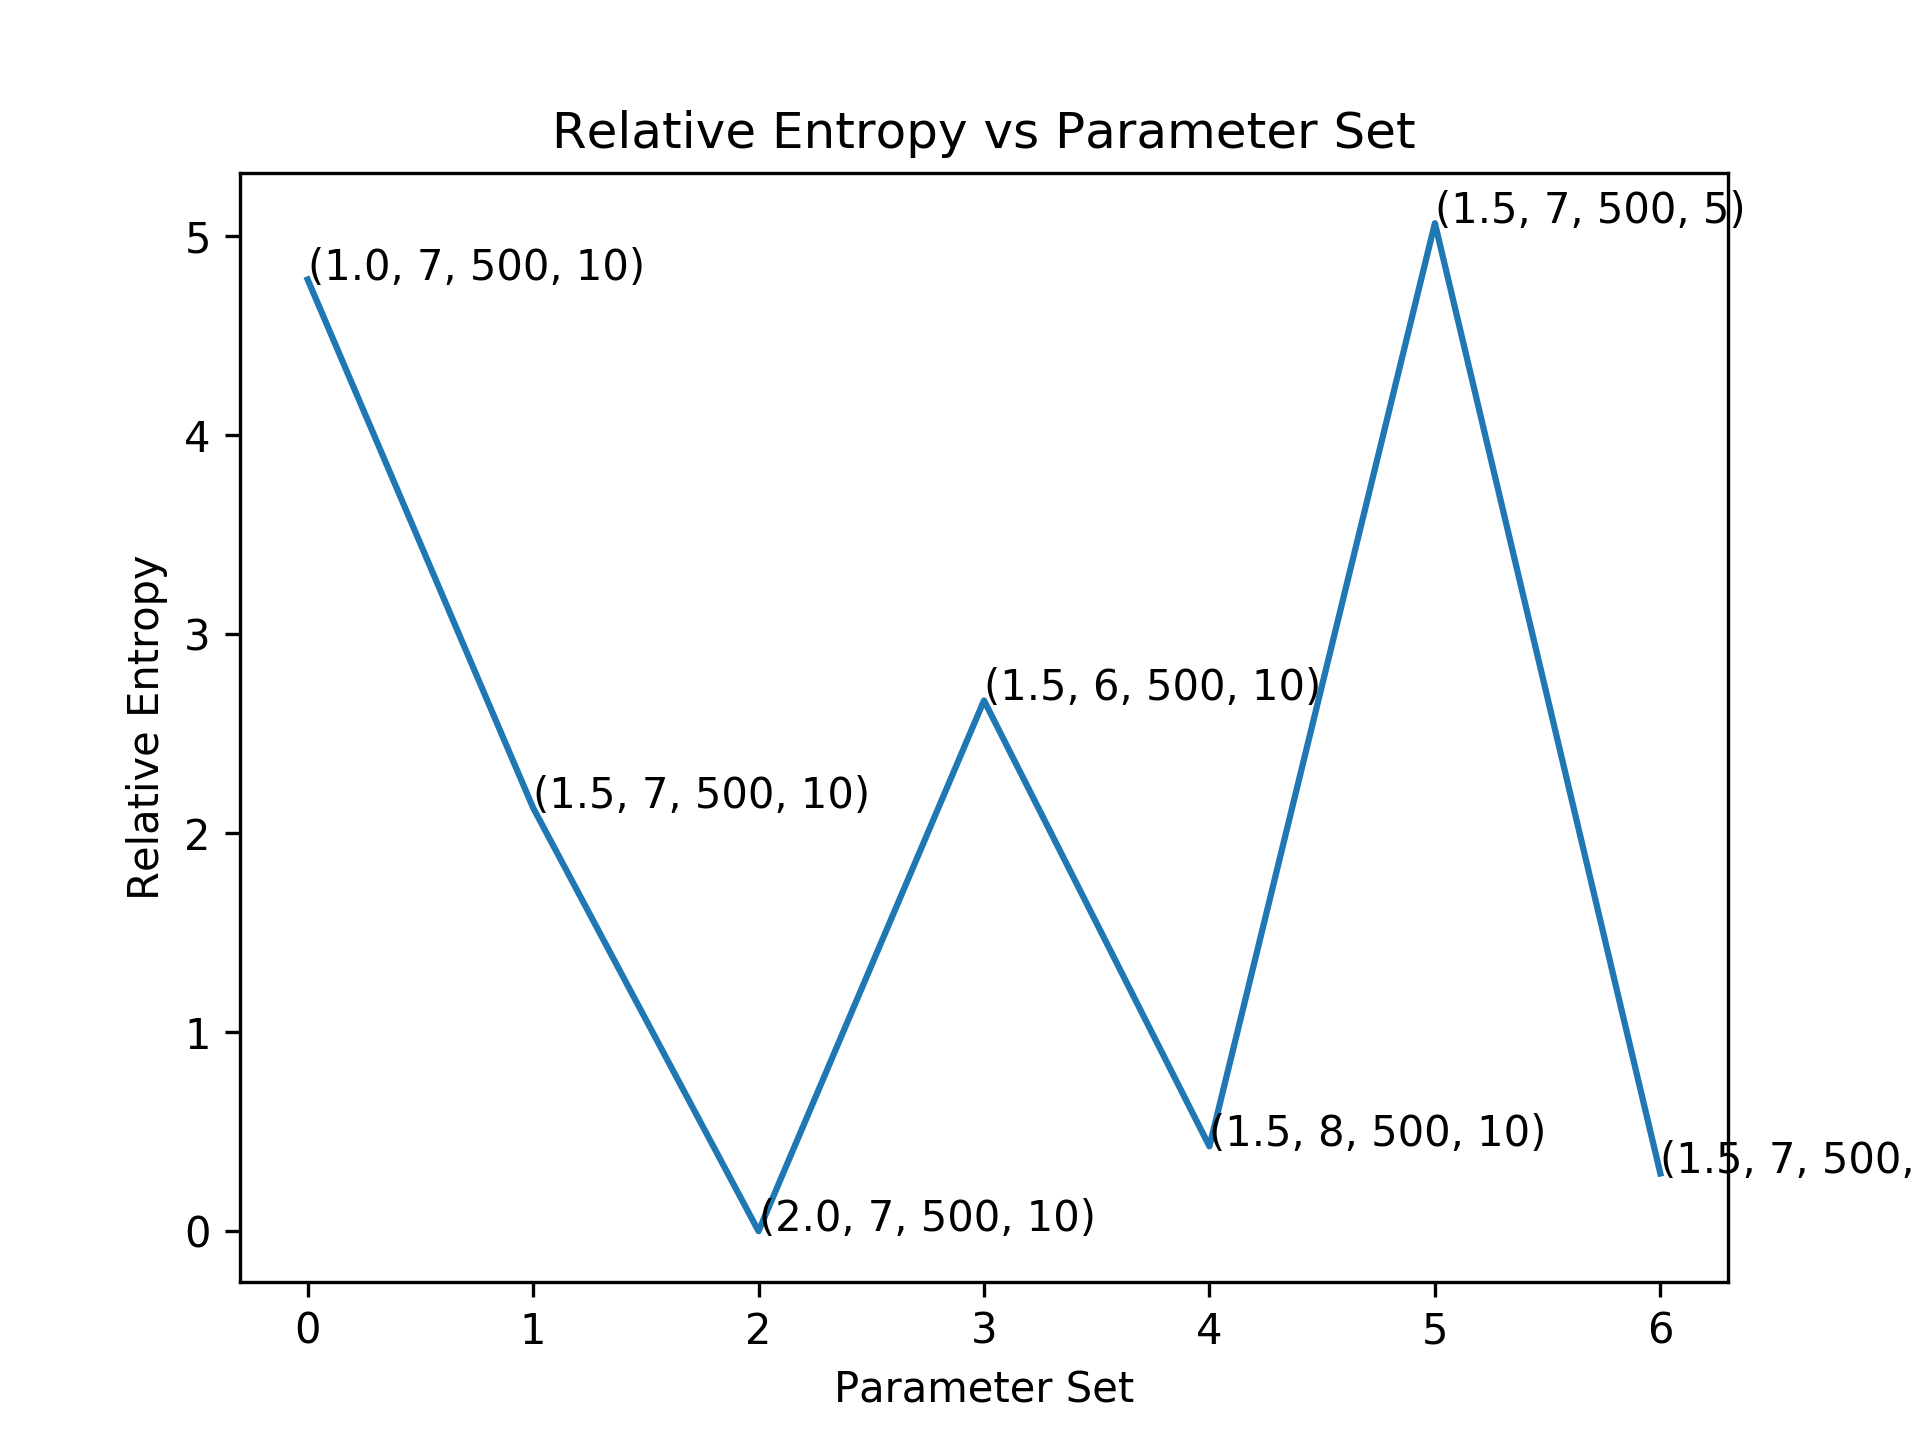 Relative Entropy vs Parameter Set
(1.5, 7, 500, 5)
(1.0, 7, 500, 10)
(1.5, 6, 500, 10)
(1.5, 7, 500, 10)
(1.5, 8, 500, 10)
(1.5, 7, 500,
(2.0, 7, 500, 10)
5
4
3
2
1
0
Relative Entropy
0 1 2 3 4 5 6
Parameter Set